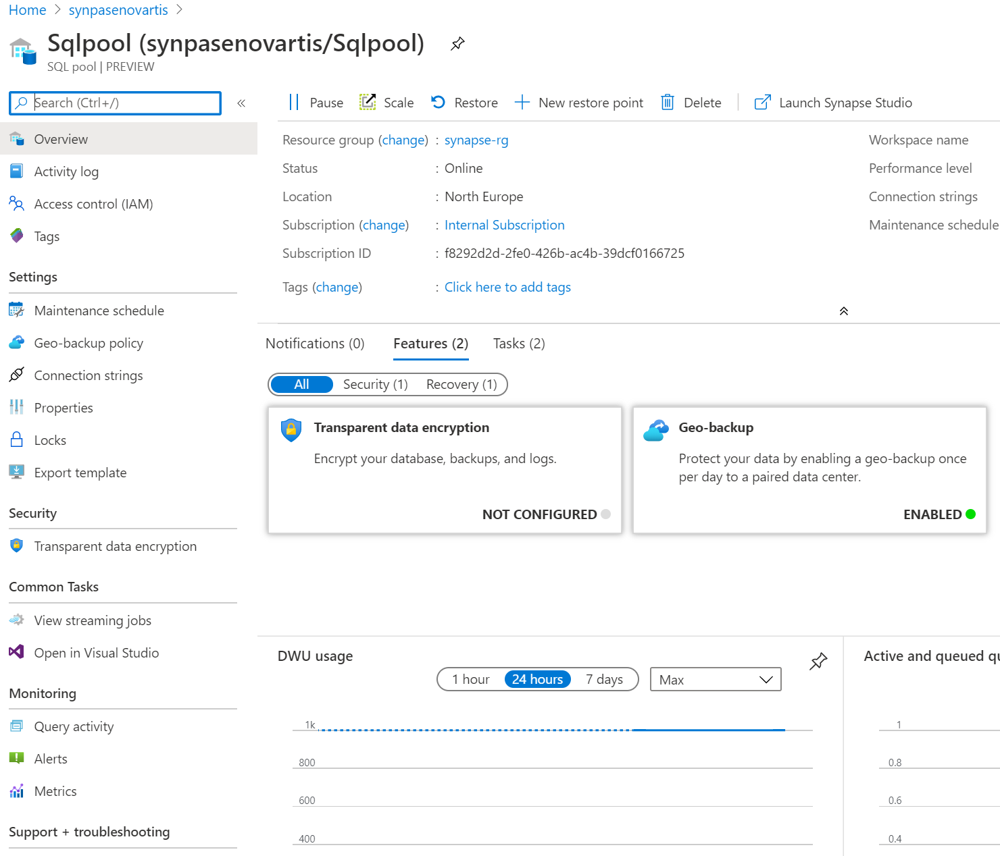 Home > synpasenovartis >
Sqlpool (synpasenovartis/Sqlpool)
SQL pool | PREVIEW
Search (Ctrl+/)
«
Pause
Scale
Restore
New restore point
Delete
Launch Synapse Studio
Overview
Activity log
Access control (IAM)
Tags
Settings
Maintenance schedule
Geo-backup policy
Connection strings
Properties
Locks
Export template
Security
Transparent data encryption
Common Tasks
View streaming jobs
Open in Visual Studio
Monitoring
Query activity
Alerts
Metrics
Support + troubleshooting
Resource group (change) : synapse-rg
Status : Online
Location : North Europe
Subscription (change) : Internal Subscription
Subscription ID : f8292d2d-2fe0-426b-ac4b-39dcf0166725
Tags (change) : Click here to add tags
Workspace name
Performance level
Connection strings
Maintenance schedule
Notifications (0) Features (2) Tasks (2)
All Security (1) Recovery (1)
Transparent data encryption
Encrypt your database, backups, and logs.
NOT CONFIGURED
Geo-backup
Protect your data by enabling a geo-backup once
per day to a paired data center.
ENABLED
DWU usage
1 hour 24 hours 7 days
Max
1k
800
600
400
Active and queued qu
1
0.8
0.6
0.4